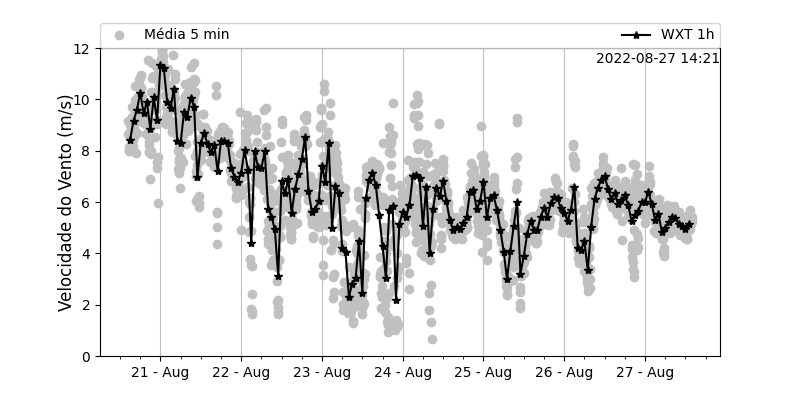 Média 5 min
WXT 1h
2022-08-27 14:21
Velocidade do Vento (m/s)
12
10
8
6
4
2
0
21 - Aug
22 - Aug
23 - Aug
24 - Aug
25 - Aug
26 - Aug
27 - Aug